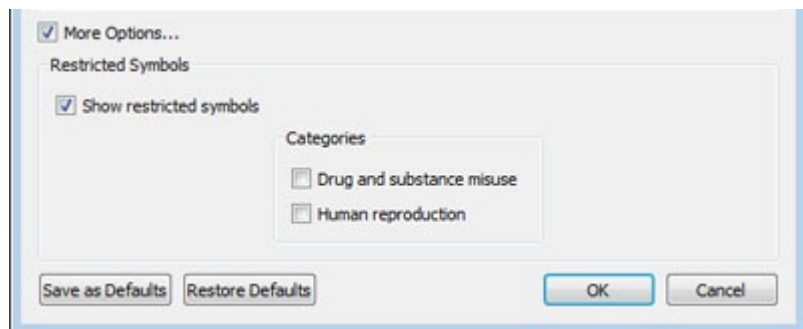 More Options...
Restricted Symbols
Show restricted symbols
Categories
Drug and substance misuse
Human reproduction
Save as Defaults Restore Defaults OK Cancel